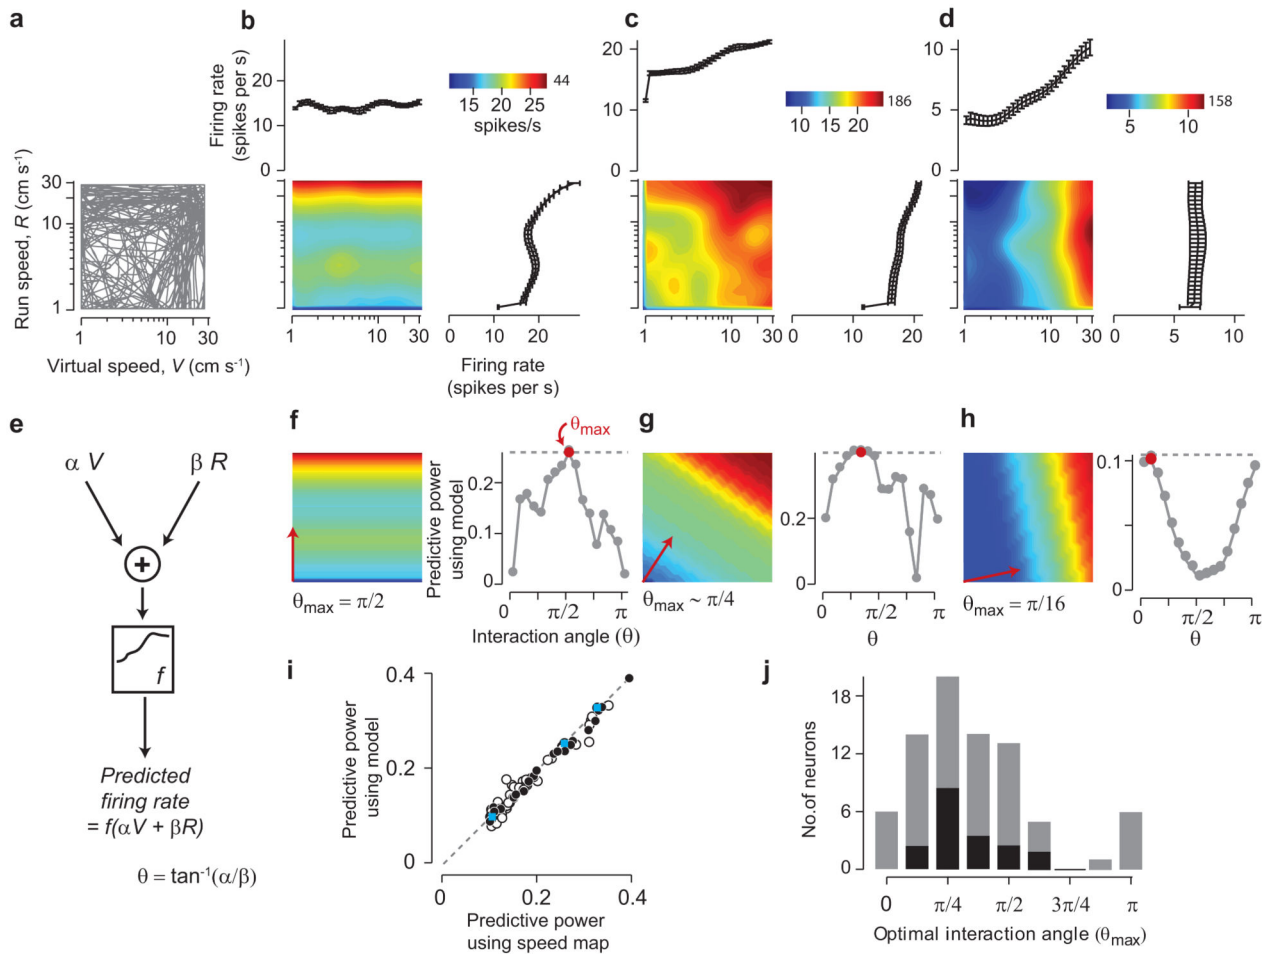 a
b
c
d
Firing rate
(spikes per s)
29
20
10
0
44
15 20 25
spikes/s
20
10
0
186
10 15 20
10
5
0
158
5 10
Run speed, R (cm s-1)
30
10
1
1 10 30
Virtual speed, V (cm s-1)
1 10 30
0 20
Firing rate
(spikes per s)
1 10 30
0 10 20
1 10 30
0 5 10
e
α V
β R
+
f
Predicted
firing rate
= f(αV + βR)
θ = tan-1(α/β)
f
θmax = π/2
θmax
Predictive power
using model
0.2
0.1
0
0 π/2 π
Interaction angle (θ)
g
θmax ~ π/4
0.2
0
0 π/2 π
θ
h
θmax = π/16
0.1
0
0 π/2 π
θ
i
Predictive power
using model
0.4
0.2
0
0 0.2 0.4
Predictive power
using speed map
j
No.of neurons
18
12
6
0
0 π/4 π/2 3π/4 π
Optimal interaction angle (θmax)